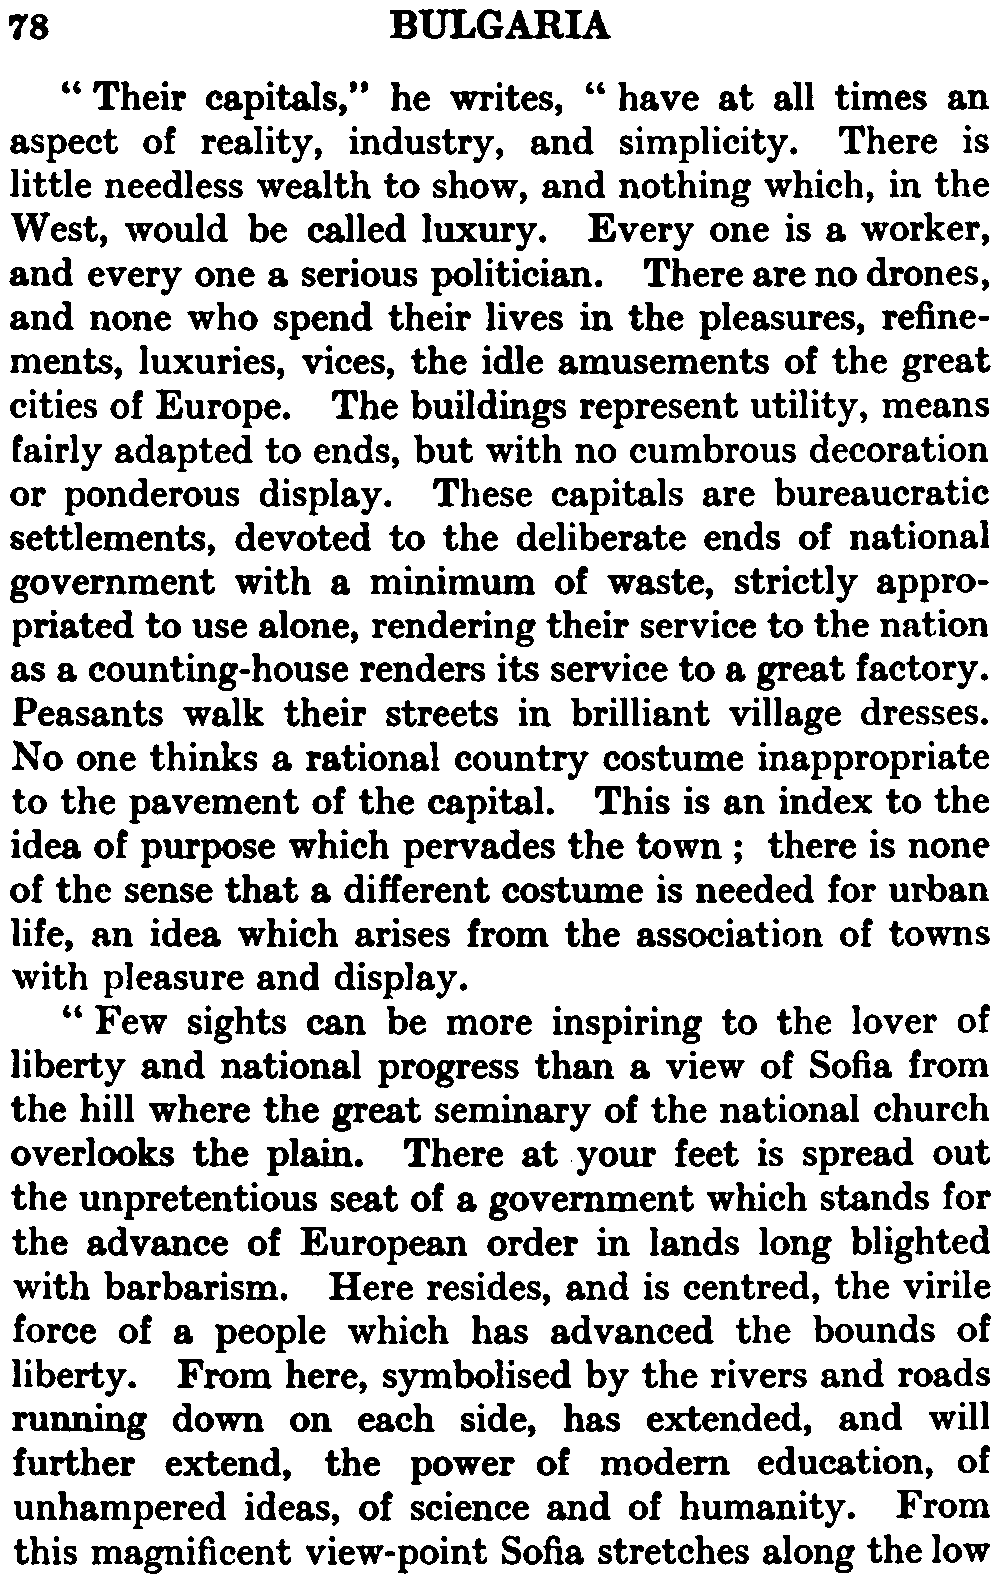 78 BULGARIA
“ Their capitals,” he writes, “ have at all times an
aspect of reality, industry, and simplicity. There is
little needless wealth to show, and nothing which, in the
West, would be called luxury. Every one is a worker,
and every one a serious politician. There are no drones,
and none who spend their lives in the pleasures, refine-
ments, luxuries, vices, the idle amusements of the great
cities of Europe. The buildings represent utility, means
fairly adapted to ends, but with no cumbrous decoration
or ponderous display. These capitals are bureaucratic
settlements, devoted to the deliberate ends of national
government with a minimum of waste, strictly appro-
priated to use alone, rendering their service to the nation
as a counting-house renders its service to a great factory.
Peasants walk their streets in brilliant village dresses.
No one thinks a rational country costume inappropriate
to the pavement of the capital. This is an index to the
idea of purpose which pervades the town ; there is none
of the sense that a different costume is needed for urban
life, an idea which arises from the association of towns
with pleasure and display.
“ Few sights can be more inspiring to the lover of
liberty and national progress than a view of Sofia from
the hill where the great seminary of the national church
overlooks the plain. There at your feet is spread out
the unpretentious seat of a government which stands for
the advance of European order in lands long blighted
with barbarism. Here resides, and is centred, the virile
force of a people which has advanced the bounds of
liberty. From here, symbolised by the rivers and roads
running down on each side, has extended, and will
further extend, the power of modern education, of
unhampered ideas, of science and of humanity. From
this magnificent view-point Sofia stretches along the low